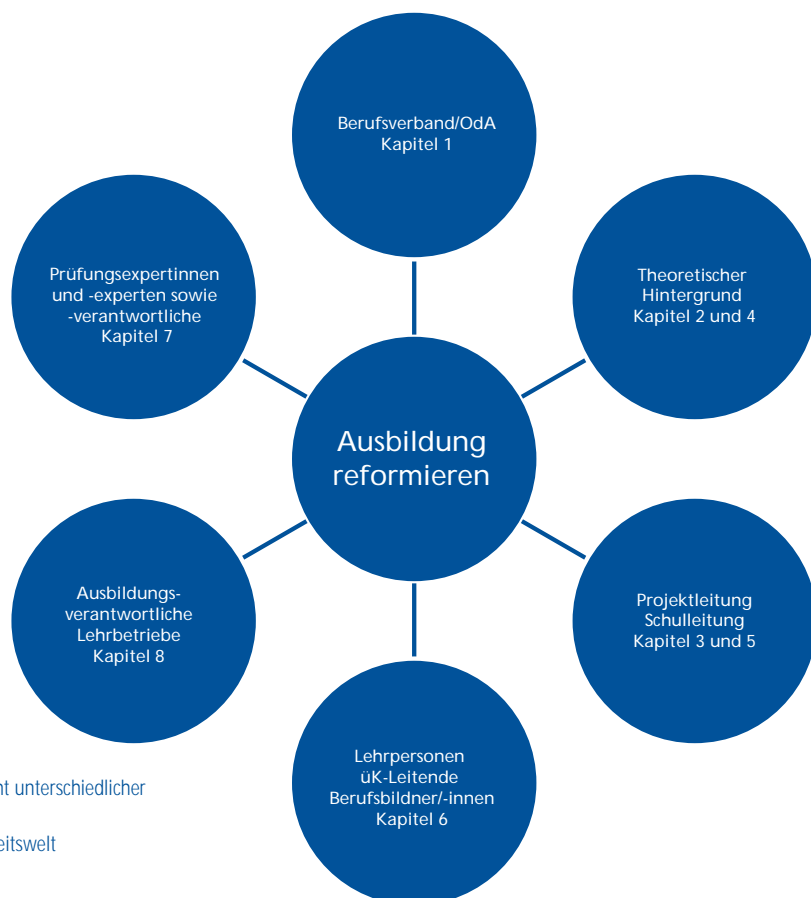 Berufsverband/OdA
Kapitel 1
Prüfungsexpertinnen
und -experten sowie
-verantwortliche
Kapitel 7
Theoretischer
Hintergrund
Kapitel 2 und 4
Ausbildung
reformieren
Ausbildungs-
verantwortliche
Lehrbetriebe
Kapitel 8
Projektleitung
Schulleitung
Kapitel 3 und 5
Lehrpersonen
üK-Leitende
Berufsbildner/-innen
Kapitel 6
unterschiedlicher